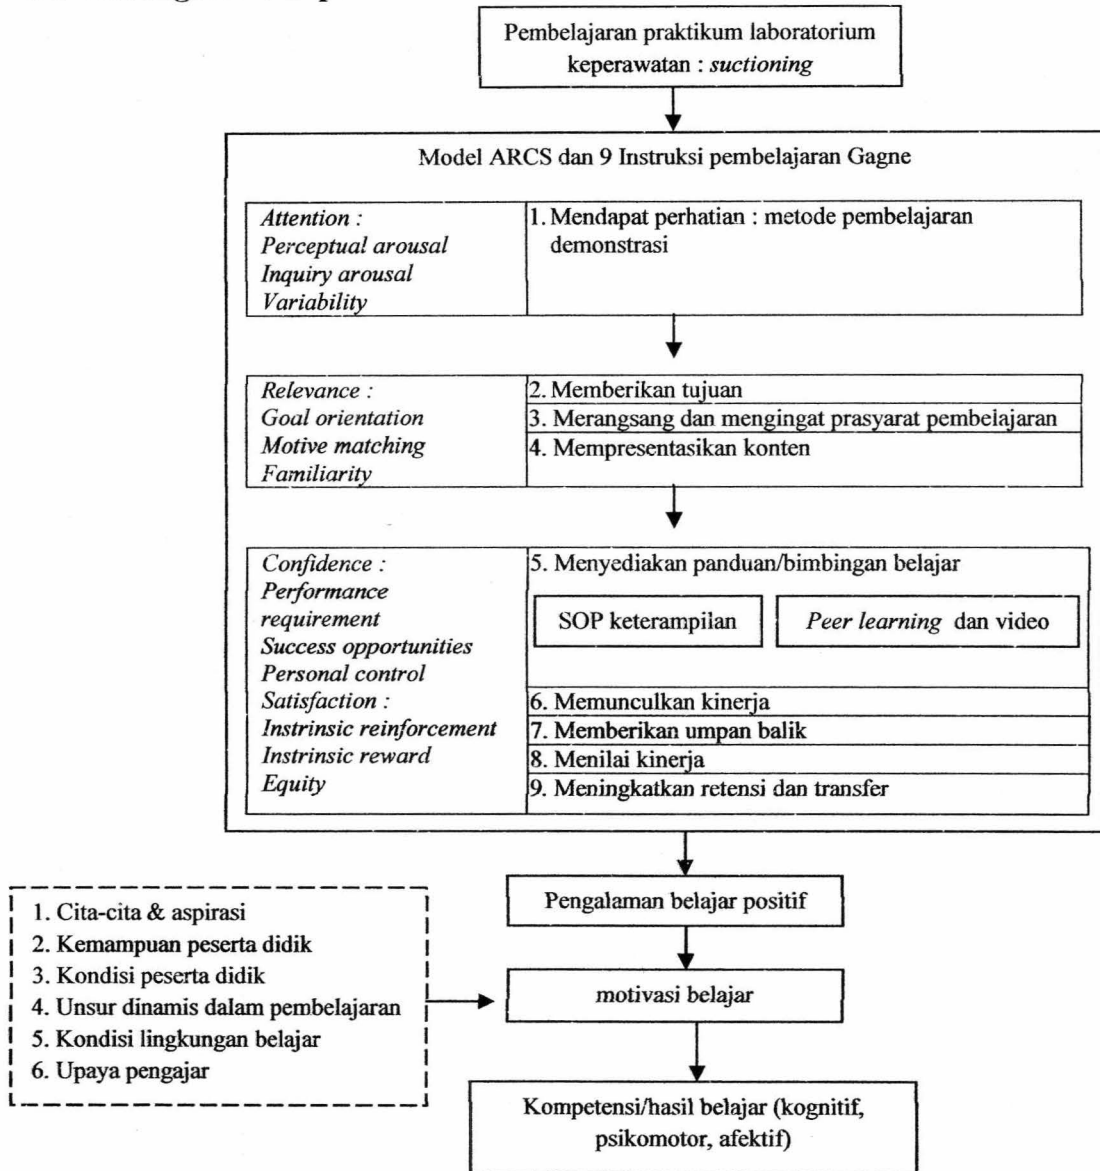 Pembelajaran praktikum laboratorium
keperawatan : suctioning
Model ARCS dan 9 Instruksi pembelajaran Gagne
Attention :
Perceptual arousal
Inquiry arousal
Variability
1. Mendapat perhatian : metode pembelajaran
demonstrasi
Relevance :
Goal orientation
Motive matching
Familiarity
2. Memberikan tujuan
3. Merangsang dan mengingat prasyarat pembelajaran
4. Mempresentasikan konten
Confidence :
Performance
requirement
Success opportunities
Personal control
Satisfaction :
Instrinsic reinforcement
Instrinsic reward
Equity
5. Menyediakan panduan/bimbingan belajar
SOP keterampilan
Peer learning dan video
6. Memunculkan kinerja
7. Memberikan umpan balik
8. Menilai kinerja
9. Meningkatkan retensi dan transfer
Pengalaman belajar positif
1. Cita-cita & aspirasi
2. Kemampuan peserta didik
3. Kondisi peserta didik
4. Unsur dinamis dalam pembelajaran
5. Kondisi lingkungan belajar
6. Upaya pengajar
motivasi belajar
Kompetensi/hasil belajar (kognitif,
psikomotor, afektif)